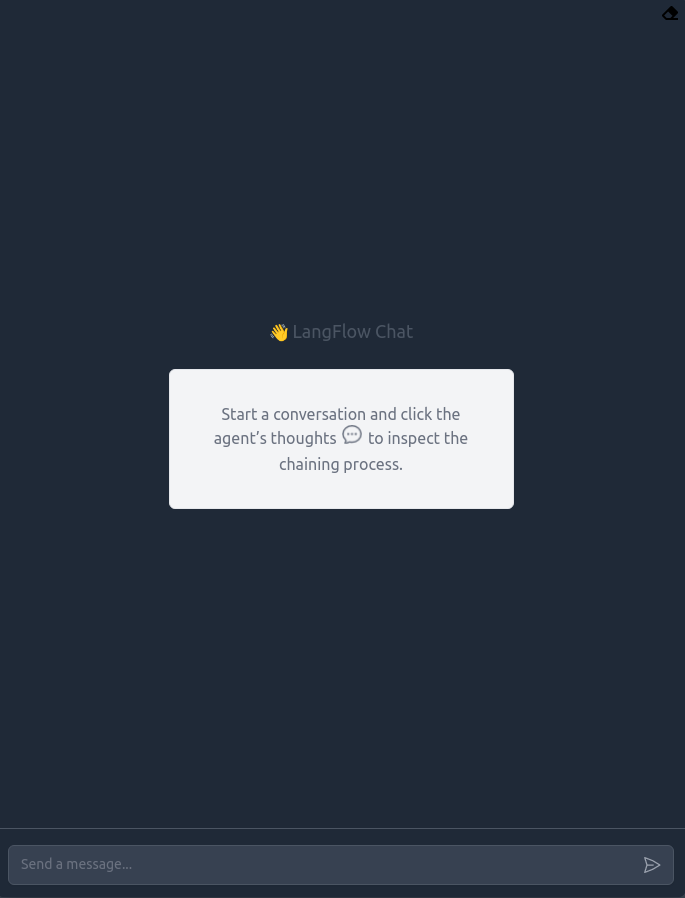 👋 LangFlow Chat
Start a conversation and click the
agent’s thoughts 💬 to inspect the
chaining process.
Send a message...